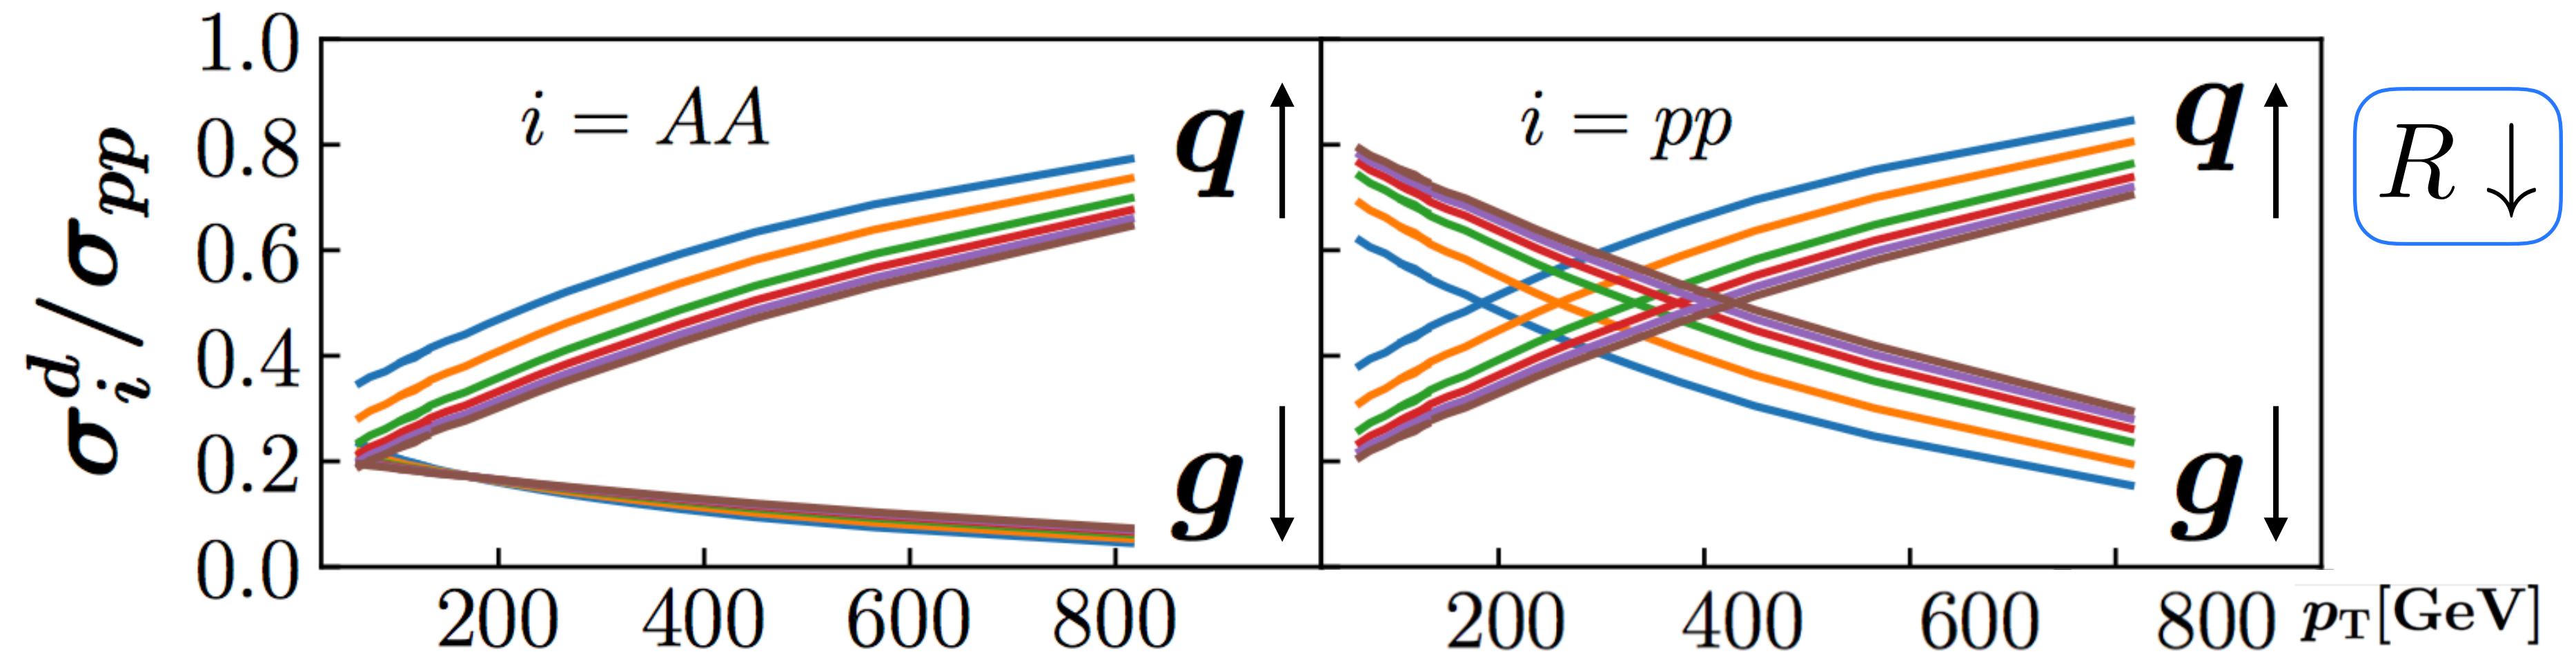 σ_i^d / σ_pp
1.0
0.8
0.6
0.4
0.2
0.0
i = AA
q ↑
g ↓
200 400 600 800
i = pp
q ↑
g ↓
200 400 600 800 p_T[GeV]
R ↓